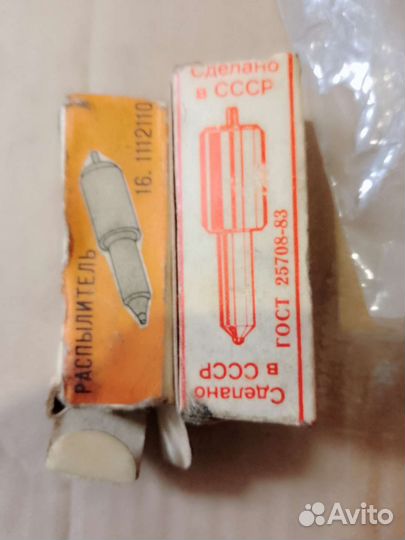 РАСПЫЛИТЕЛЬ 16. 1112110
Сделано
в СССР
ГОСТ 25708-83
Сделано
в СССР
Avito